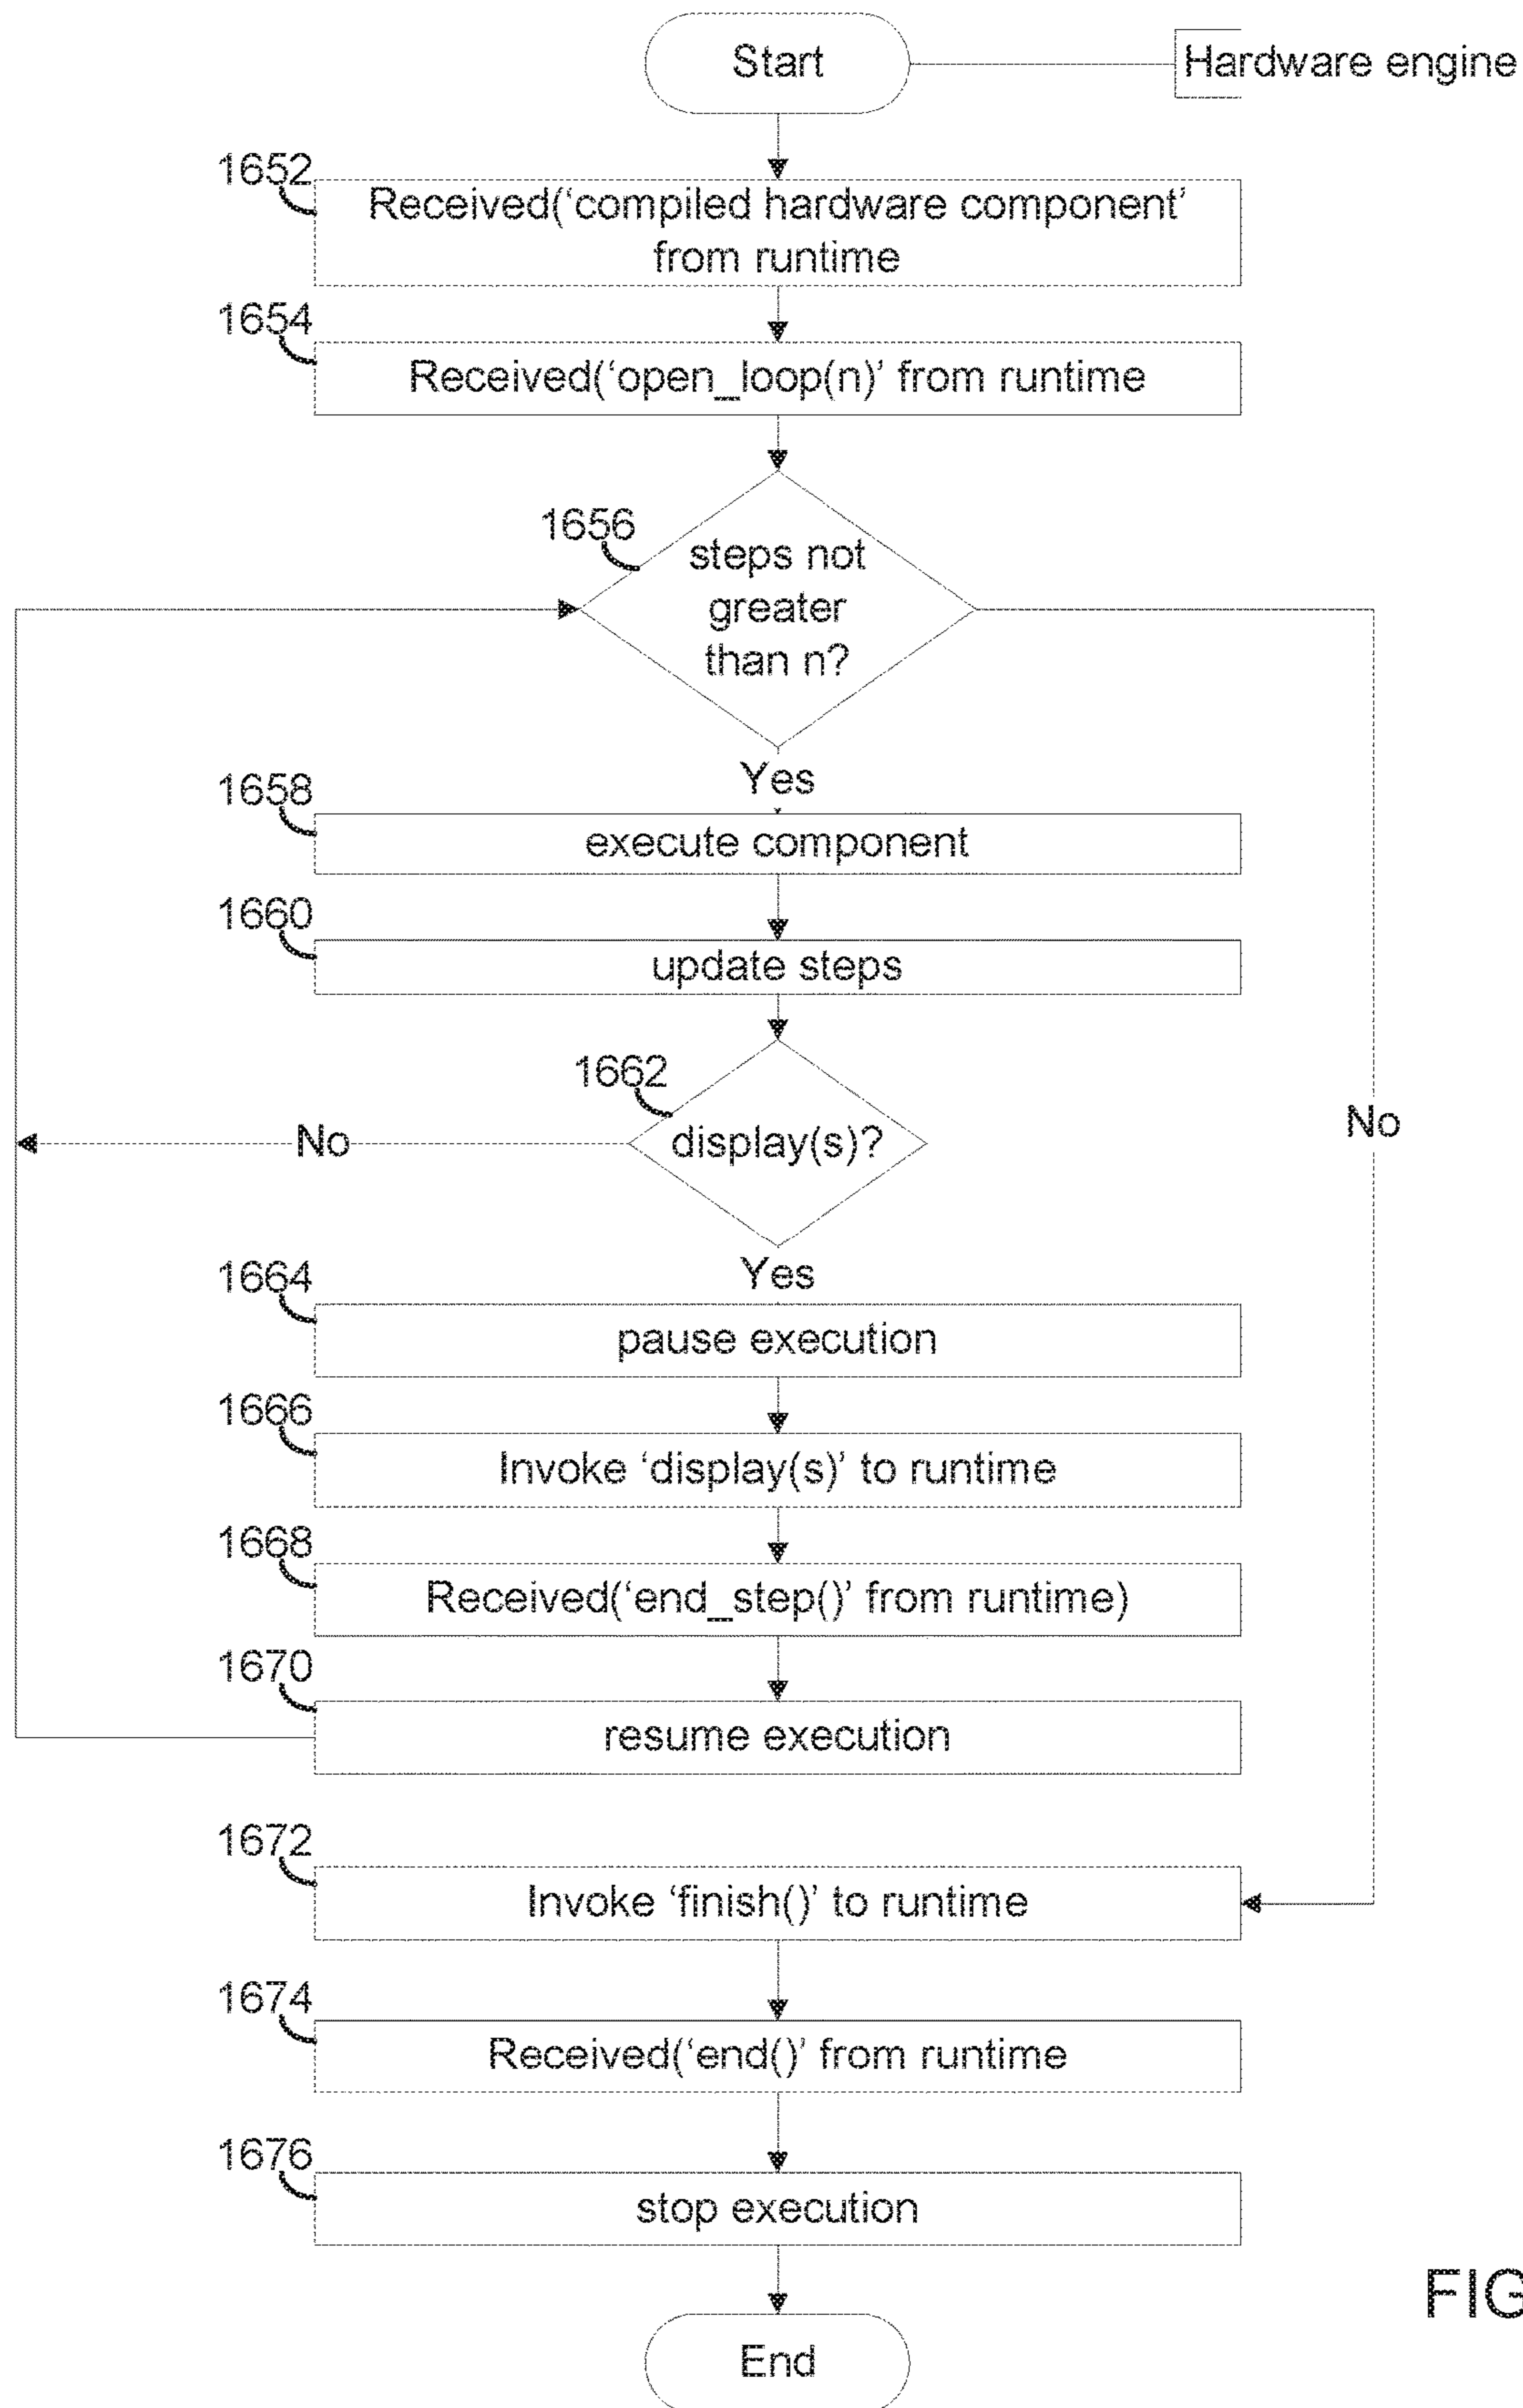 Start
Hardware engine
1652
Received('compiled hardware component'
from runtime
1654
Received('open_loop(n)' from runtime
1656
steps not
greater
than n?
Yes
1658
execute component
1660
update steps
1662
display(s)?
No
No
Yes
1664
pause execution
1666
Invoke 'display(s)' to runtime
1668
Received('end_step()' from runtime)
1670
resume execution
1672
Invoke 'finish()' to runtime
1674
Received('end()' from runtime
1676
stop execution
FIG
End